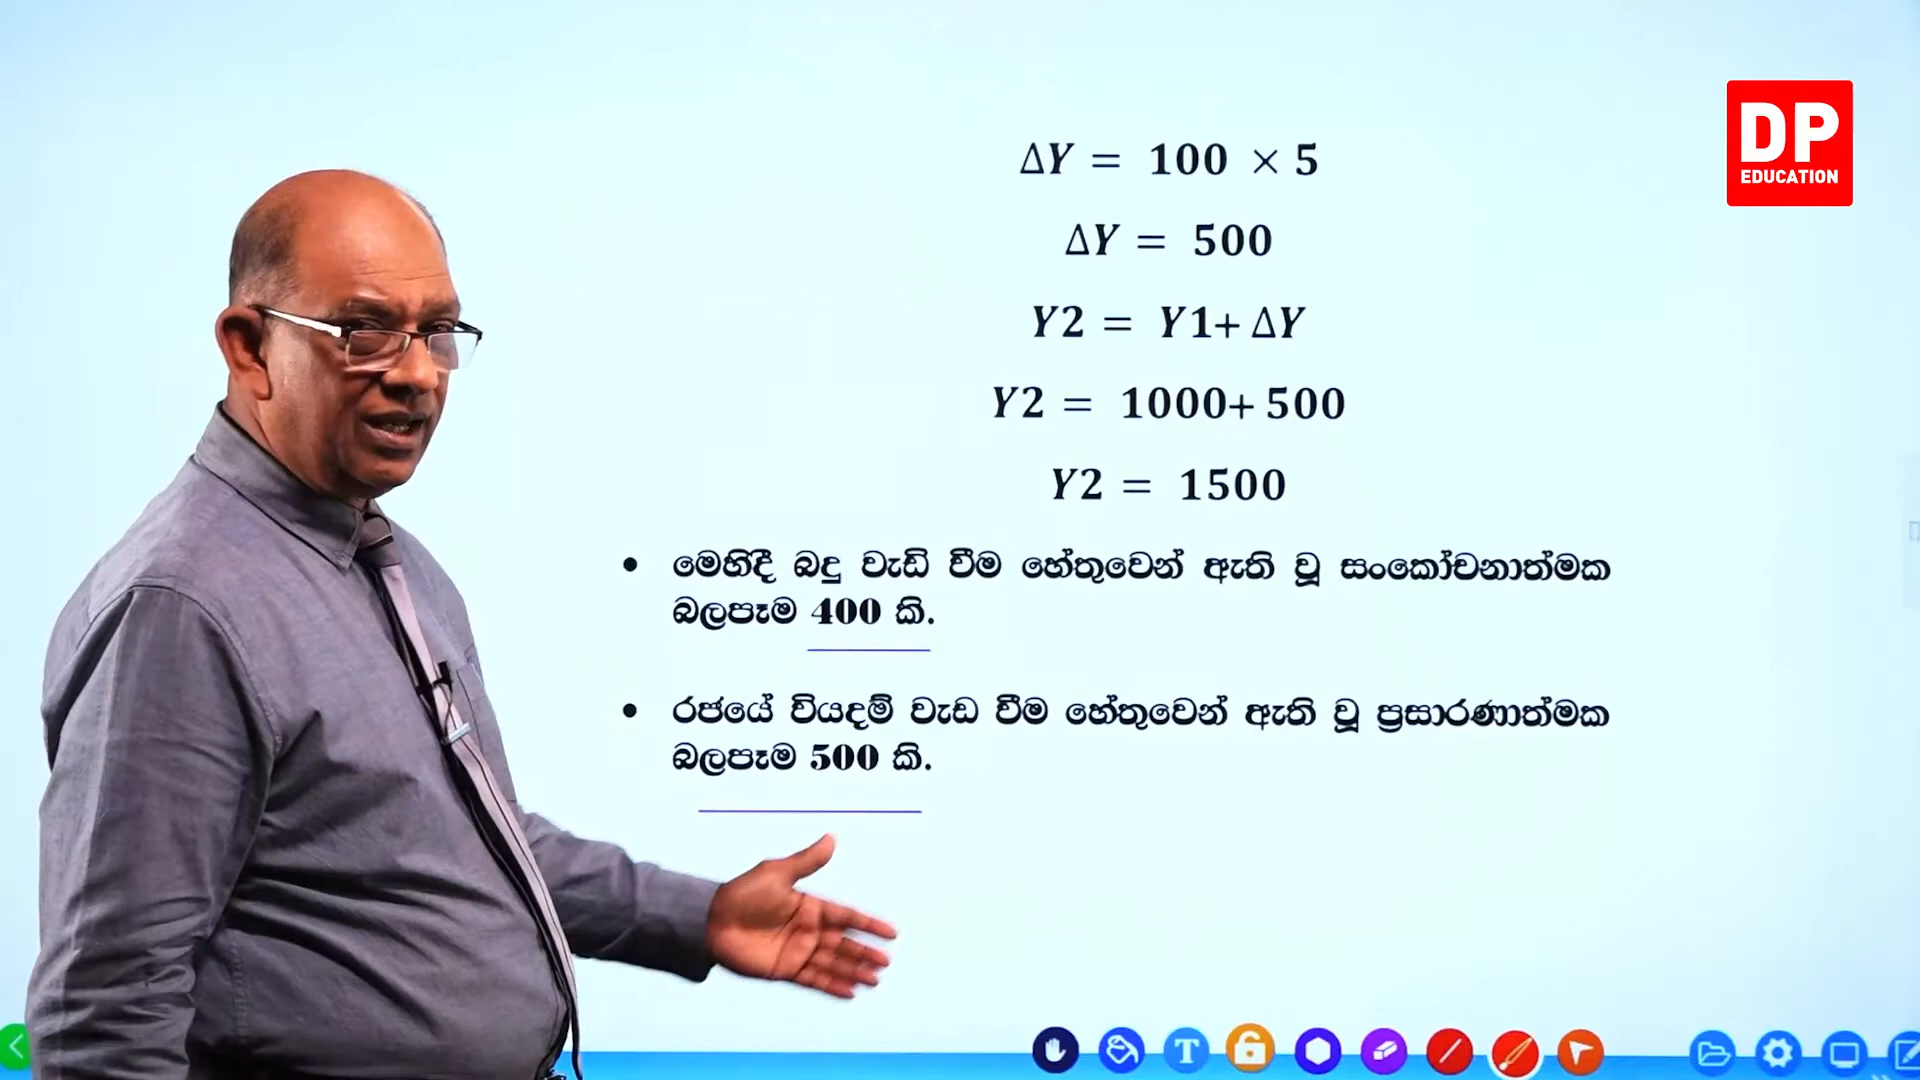 DP
EDUCATION
ΔY = 100 × 5
ΔY = 500
Y2 = Y1+ ΔY
Y2 = 1000+ 500
Y2 = 1500
• මෙහිදී බදු වැඩි වීම හේතුවෙන් ඇති වූ සංකෝචනාත්මක
බලපෑම 400 කි.
• රජයේ වියදම් වැඩ වීම හේතුවෙන් ඇති වූ ප්‍රසාරණාත්මක
බලපෑම 500 කි.
T